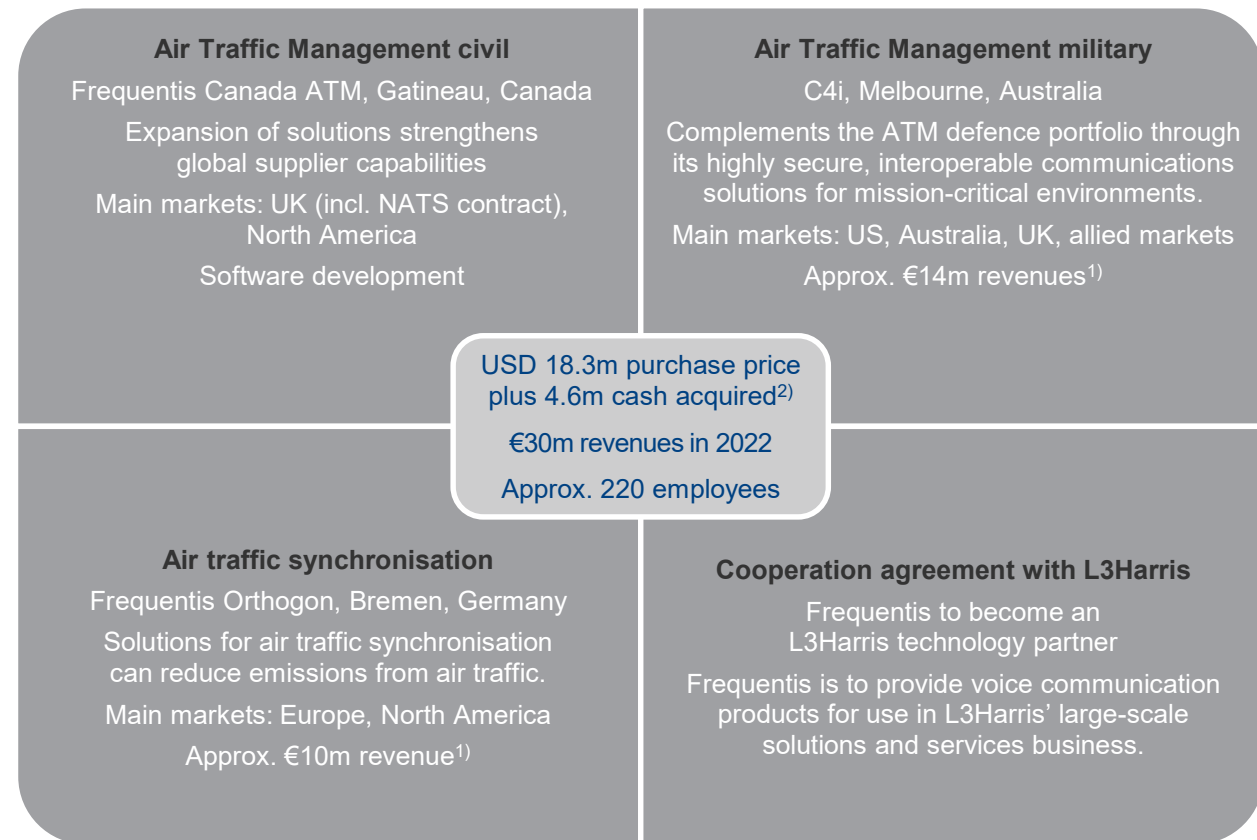 Air Traffic Management civil
Frequentis Canada ATM, Gatineau, Canada
Expansion of solutions strengthens
global supplier capabilities
Main markets: UK (incl. NATS contract),
North America
Software development
Air Traffic Management military
C4i, Melbourne, Australia
Complements the ATM defence portfolio through
its highly secure, interoperable communications
solutions for mission-critical environments.
Main markets: US, Australia, UK, allied markets
Approx. €14m revenues1)
USD 18.3m purchase price
plus 4.6m cash acquired2)
€30m revenues in 2022
Approx. 220 employees
Air traffic synchronisation
Frequentis Orthogon, Bremen, Germany
Solutions for air traffic synchronisation
can reduce emissions from air traffic.
Main markets: Europe, North America
Approx. €10m revenue1)
Cooperation agreement with L3Harris
Frequentis to become an
L3Harris technology partner
Frequentis is to provide voice communication
products for use in L3Harris’ large-scale
solutions and services business.